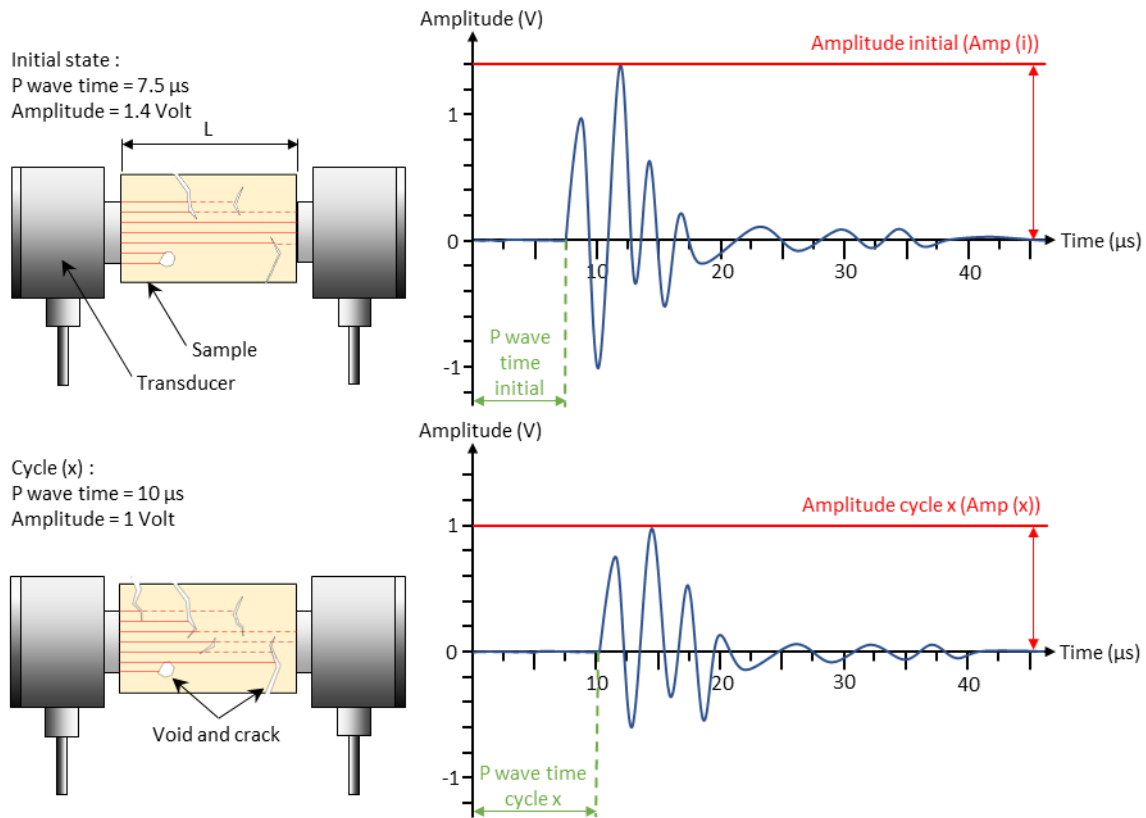 Initial state :
P wave time = 7.5 µs
Amplitude = 1.4 Volt
L
Sample
Transducer
Amplitude (V)
Amplitude initial (Amp (i))
1
0
-1
10
20
30
40
Time (µs)
P wave
time
initial
Cycle (x) :
P wave time = 10 µs
Amplitude = 1 Volt
Void and crack
Amplitude (V)
Amplitude cycle x (Amp (x))
1
0
-1
10
20
30
40
Time (µs)
P wave time
cycle x